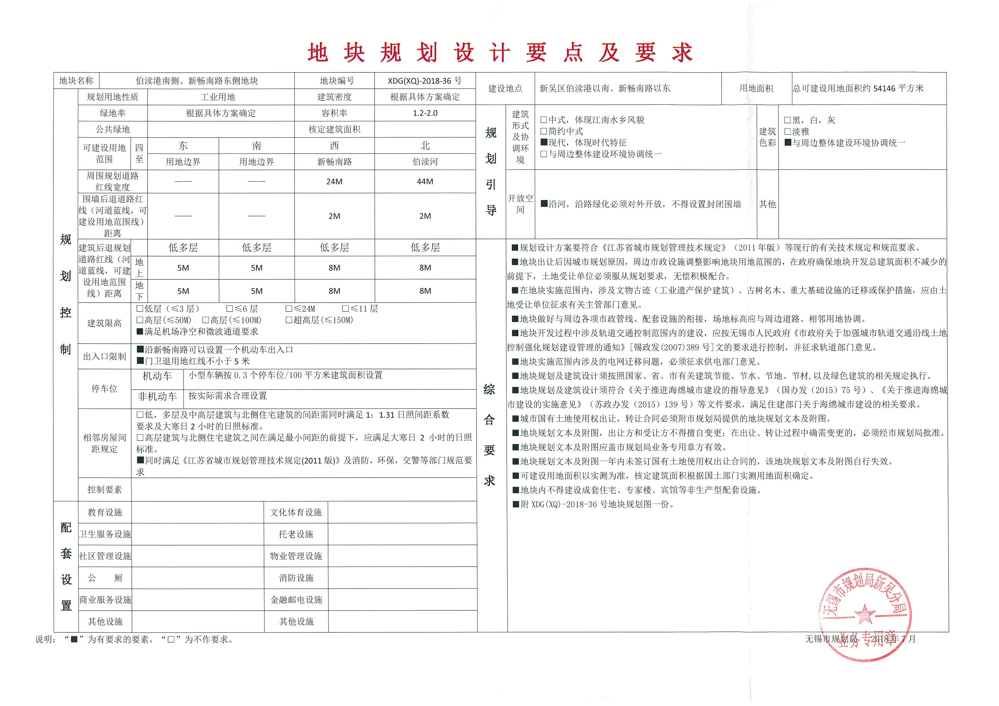 地块规划设计要点及要求
地块名称 伯渎港南侧、新畅南路东侧地块 地块编号 XDG(XQ)-2018-36 号 建设地点 新吴区伯渎港以南、新畅南路以东 用地面积 总可建设用地面积约 54146 平方米
规划控制
规划用地性质 工业用地 建筑密度 根据具体方案确定
绿地率 根据具体方案确定 容积率 1.2-2.0
公共绿地 核定建筑面积
可建设用地
范围
四
至
东 南 西 北
用地边界 用地边界 新畅南路 伯渎河
周围规划道路
红线宽度
—— —— 24M 44M
围墙后退道路红
线（河道蓝线，可
建设用地范围线）
距离
—— —— 2M 2M
建筑后退规划
道路红线（河
道蓝线，可建
设用地范围
线）距离
低多层 低多层 低多层 低多层
地上 5M 5M 8M 8M
地下 5M 5M 8M 8M
建筑限高
□低层（≤3 层） □≤6 层 □≤24M □≤11 层
□高层(≤50M) □高层(≤100M) □超高层(≤150M)
■满足机场净空和微波通道要求
出入口限制
■沿新畅南路可以设置一个机动车出入口
■门卫退用地红线不小于 5 米
停车位
机动车 小型车辆按 0.3 个停车位/100 平方米建筑面积设置
非机动车 按实际需求合理设置
相邻房屋间
距规定
□低，多层及中高层建筑与北侧住宅建筑的间距需同时满足 1：1.31 日照间距系数
要求及大寒日 2 小时的日照标准。
□高层建筑与北侧住宅建筑之间在满足最小间距的前提下，应满足大寒日 2 小时的日照
标准。
■同时满足《江苏省城市规划管理技术规定(2011 版)》及消防，环保，交警等部门规范要
求
控制要素
配套设置
教育设施 文化体育设施
卫生服务设施 托老设施
社区管理设施 物业管理设施
公 厕 消防设施
商业服务设施 金融邮电设施
其他设施 其他设施
规划引导
建筑
形式
及协
调环
境
□中式，体现江南水乡风貌
□简约中式
■现代，体现时代特征
□与周边整体建设环境协调统一
建筑
色彩
□黑，白，灰
□淡雅
■与周边整体建设环境协调统一
开放空
间
■沿河，沿路绿化必须对外开放，不得设置封闭围墙
其他
综合要求
■规划设计方案要符合《江苏省城市规划管理技术规定》（2011 年版）等现行的有关技术规定和规范要求。
■地块出让后因城市规划原因，周边市政设施调整影响地块用地范围的，在政府确保地块开发总建筑面积不减少的
前提下，土地受让单位必须服从规划要求，无偿积极配合。
■在地块实施范围内，涉及文物古迹（工业遗产保护建筑）、古树名木、重大基础设施的迁移或保护措施，应由土
地受让单位征求有关主管部门意见。
■地块做好与周边各项市政管线、配套设施的衔接，场地标高应与周边道路、相邻用地协调。
■地块开发过程中涉及轨道交通控制范围内的建设，应按无锡市人民政府《市政府关于加强城市轨道交通沿线土地
控制强化规划建设管理的通知》[锡政发(2007)389 号]文的要求进行控制，并征求轨道部门意见。
■地块实施范围内涉及的电网迁移问题，必须征求供电部门意见。
■地块规划及建筑设计须按照国家、省、市有关建筑节能、节水、节地、节材,以及绿色建筑的相关规定执行。
■地块规划及建筑设计须符合《关于推进海绵城市建设的指导意见》（国办发（2015）75 号）、《关于推进海绵城
市建设的实施意见》（苏政办发（2015）139 号）等文件要求，满足住建部门关于海绵城市建设的相关要求。
■城市国有土地使用权出让，转让合同必须附市规划局提供的地块规划文本及附图。
■地块规划文本及附图，出让方和受让方不得擅自变更；在出让、转让过程中确需变更的，必须经市规划局批准。
■地块规划文本及附图应盖市规划局业务专用章方有效。
■地块规划文本及附图一年内未签订国有土地使用权出让合同的，该地块规划文本及附图自行失效。
■可建设用地面积以实测为准，核定建筑面积根据国土部门实测用地面积确定。
■地块内不得建设成套住宅、专家楼、宾馆等非生产型配套设施。
■附 XDG(XQ)-2018-36 号地块规划图一份。
无锡市规划局新吴分局
业务专用章
说明：“■”为有要求的要素，“□”为不作要求。
无锡市规划局 2018 年 7 月